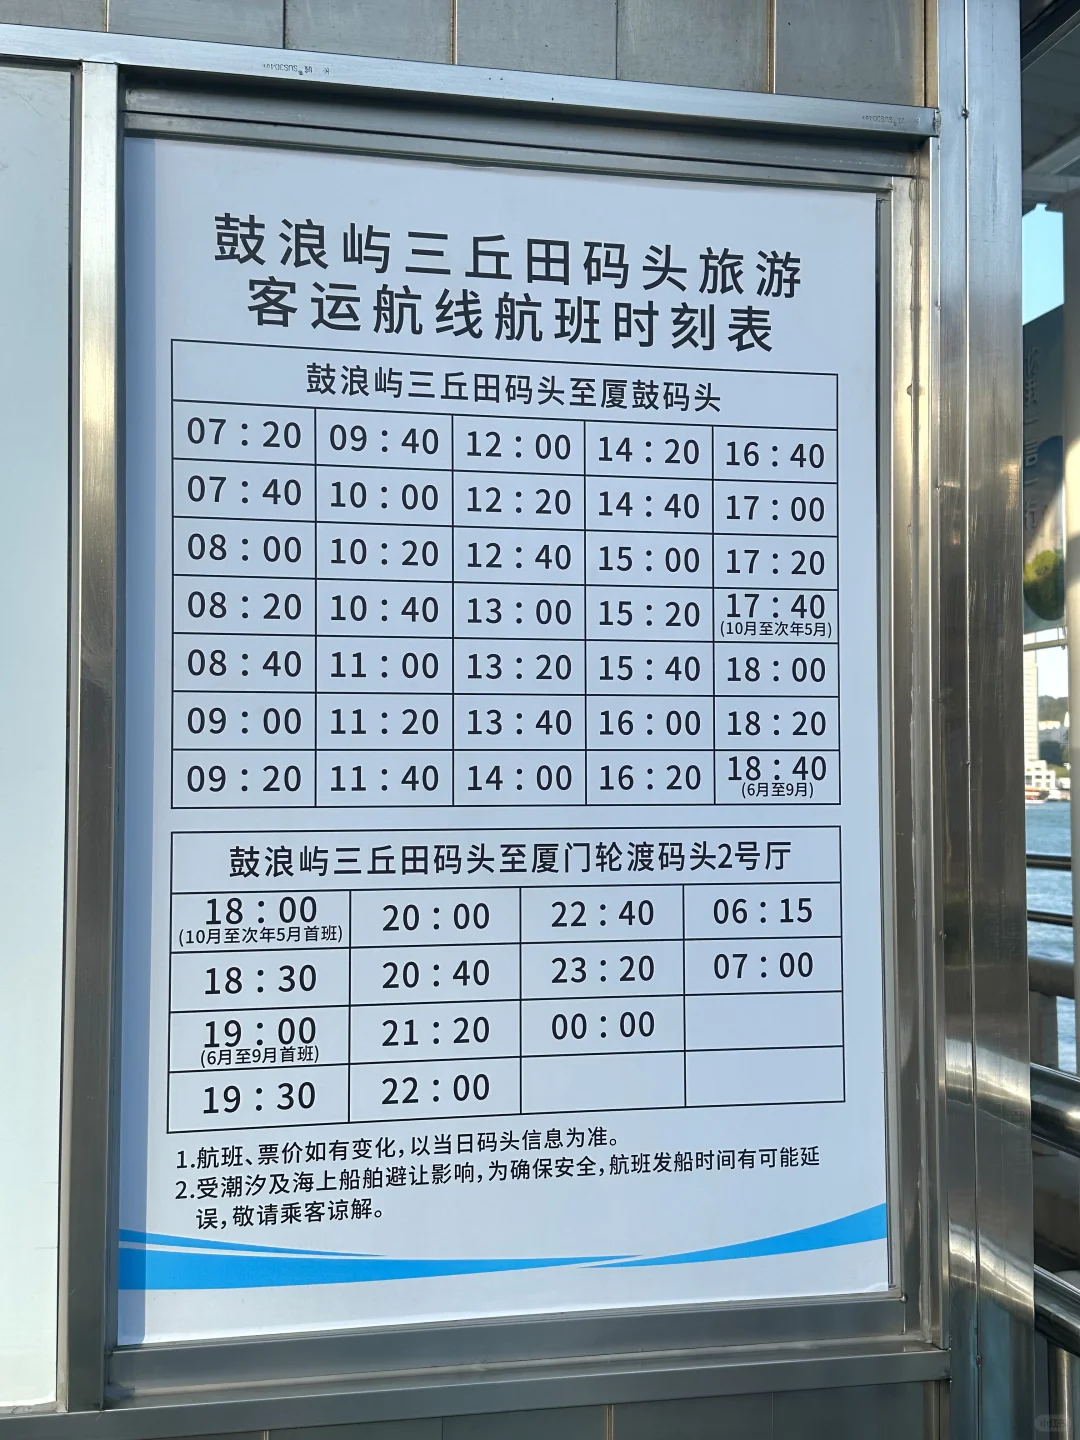 鼓浪屿三丘田码头旅游
客运航线航班时刻表
鼓浪屿三丘田码头至厦鼓码头
07：20 09：40 12：00 14：20 16：40
07：40 10：00 12：20 14：40 17：00
08：00 10：20 12：40 15：00 17：20
08：20 10：40 13：00 15：20 17：40
(10月至次年5月)
08：40 11：00 13：20 15：40 18：00
09：00 11：20 13：40 16：00 18：20
09：20 11：40 14：00 16：20 18：40
(6月至9月)
鼓浪屿三丘田码头至厦门轮渡码头2号厅
18：00 20：00 22：40 06：15
(10月至次年5月首班)
18：30 20：40 23：20 07：00
19：00 21：20 00：00
(6月至9月首班)
19：30 22：00
1.航班、票价如有变化,以当日码头信息为准。
2.受潮汐及海上船舶避让影响,为确保安全,航班发船时间有可能延
误,敬请乘客谅解。